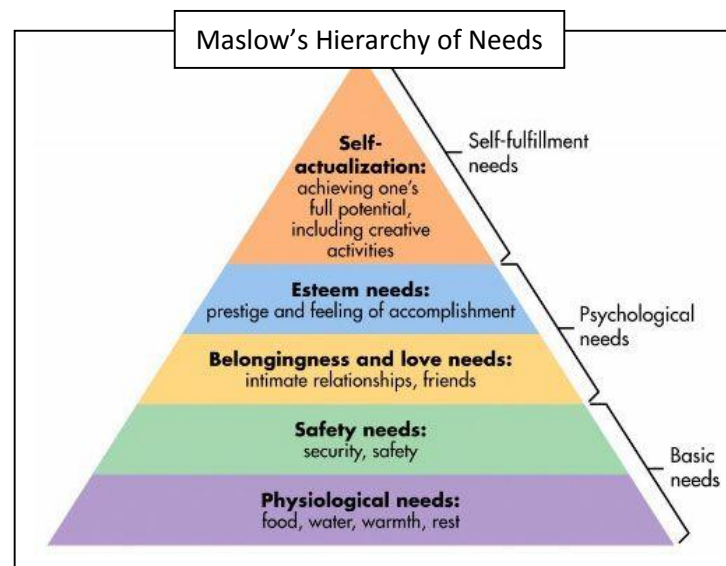 Maslow's Hierarchy of Needs
Self-
actualization:
achieving one's
full potential,
including creative
activities
Self-fulfillment
needs
Esteem needs:
prestige and feeling of accomplishment
Psychological
needs
Belongingness and love needs:
intimate relationships, friends
Safety needs:
security, safety
Basic
needs
Physiological needs:
food, water, warmth, rest